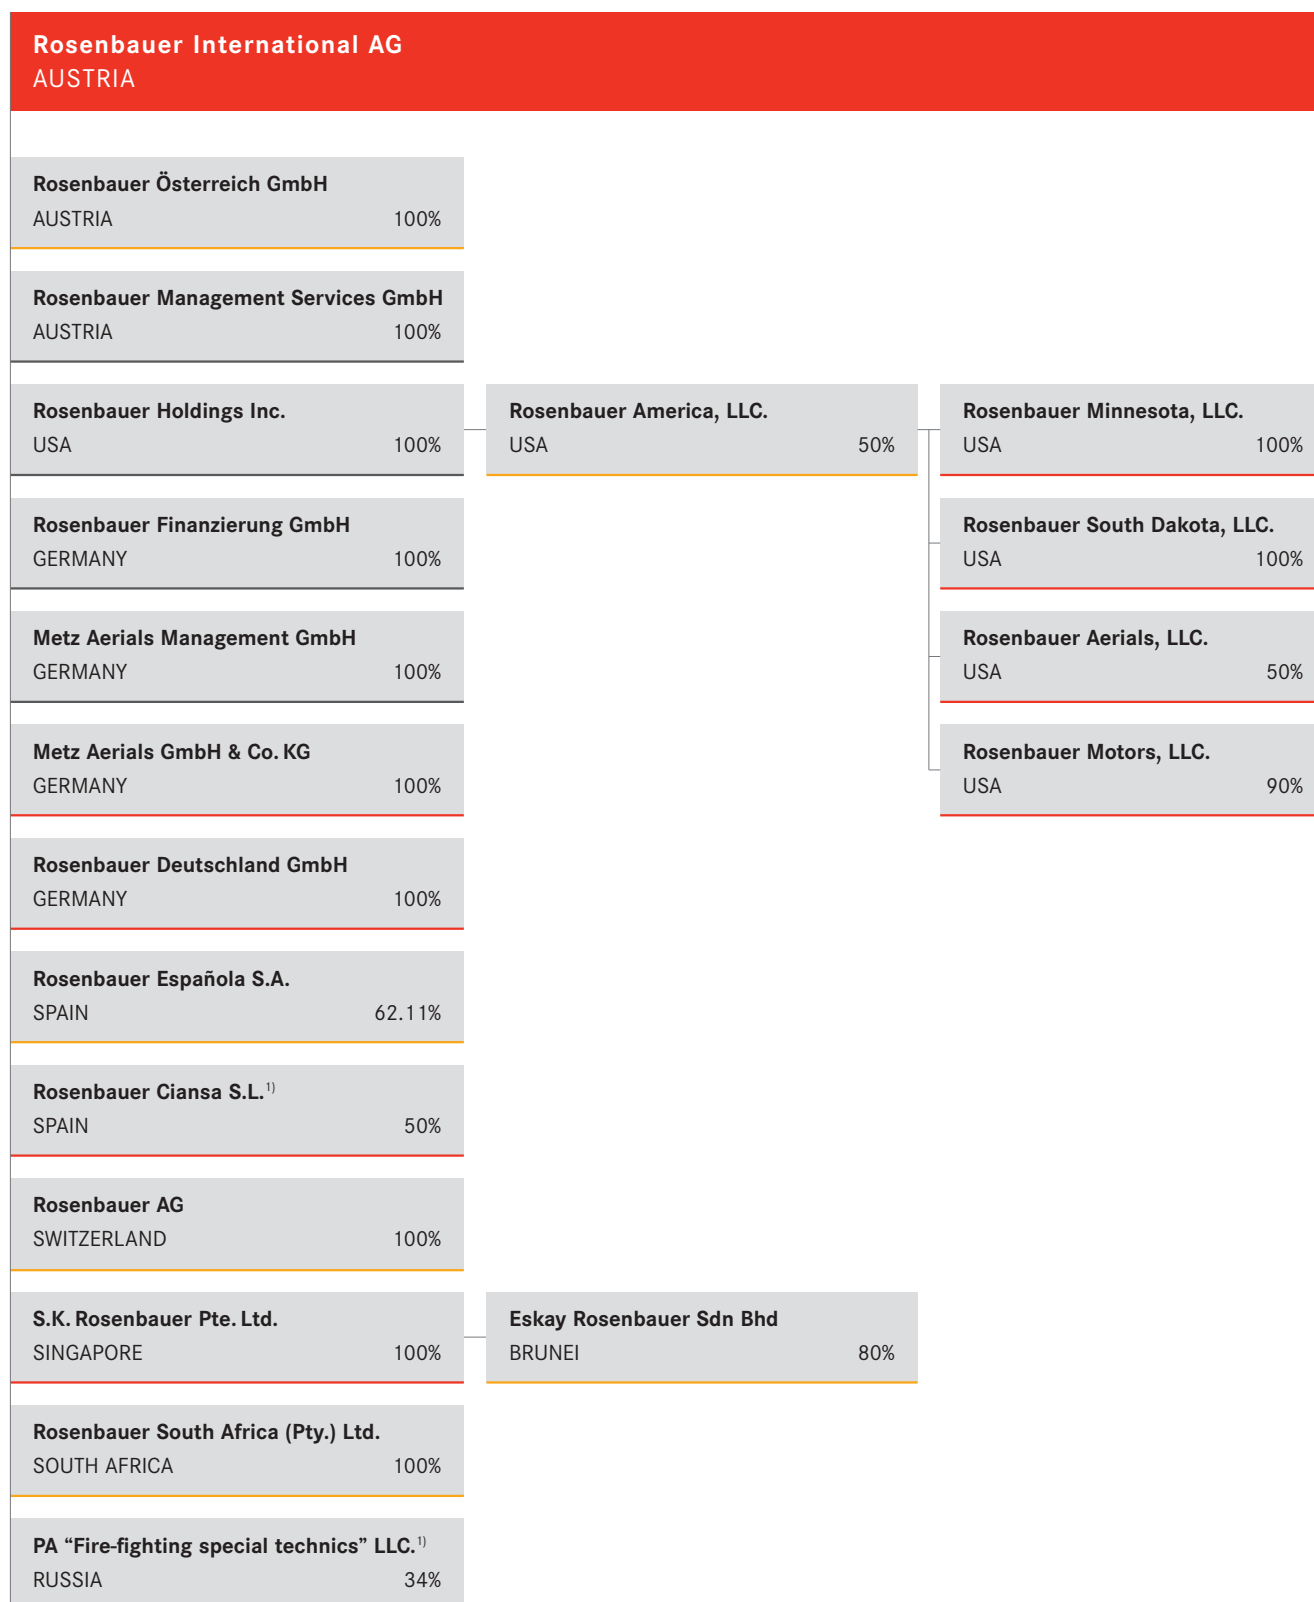 Rosenbauer International AG
AUSTRIA
Rosenbauer Österreich GmbH
AUSTRIA 100%
Rosenbauer Management Services GmbH
AUSTRIA 100%
Rosenbauer Holdings Inc.
USA 100%
Rosenbauer America, LLC.
USA 50%
Rosenbauer Minnesota, LLC.
USA 100%
Rosenbauer South Dakota, LLC.
USA 100%
Rosenbauer Aerials, LLC.
USA 50%
Rosenbauer Motors, LLC.
USA 90%
Rosenbauer Finanzierung GmbH
GERMANY 100%
Metz Aerials Management GmbH
GERMANY 100%
Metz Aerials GmbH & Co. KG
GERMANY 100%
Rosenbauer Deutschland GmbH
GERMANY 100%
Rosenbauer Española S.A.
SPAIN 62.11%
Rosenbauer Ciansa S.L.1)
SPAIN 50%
Rosenbauer AG
SWITZERLAND 100%
S.K. Rosenbauer Pte. Ltd.
SINGAPORE 100%
Eskay Rosenbauer Sdn Bhd
BRUNEI 80%
Rosenbauer South Africa (Pty.) Ltd.
SOUTH AFRICA 100%
PA “Fire-fighting special technics” LLC.1)
RUSSIA 34%